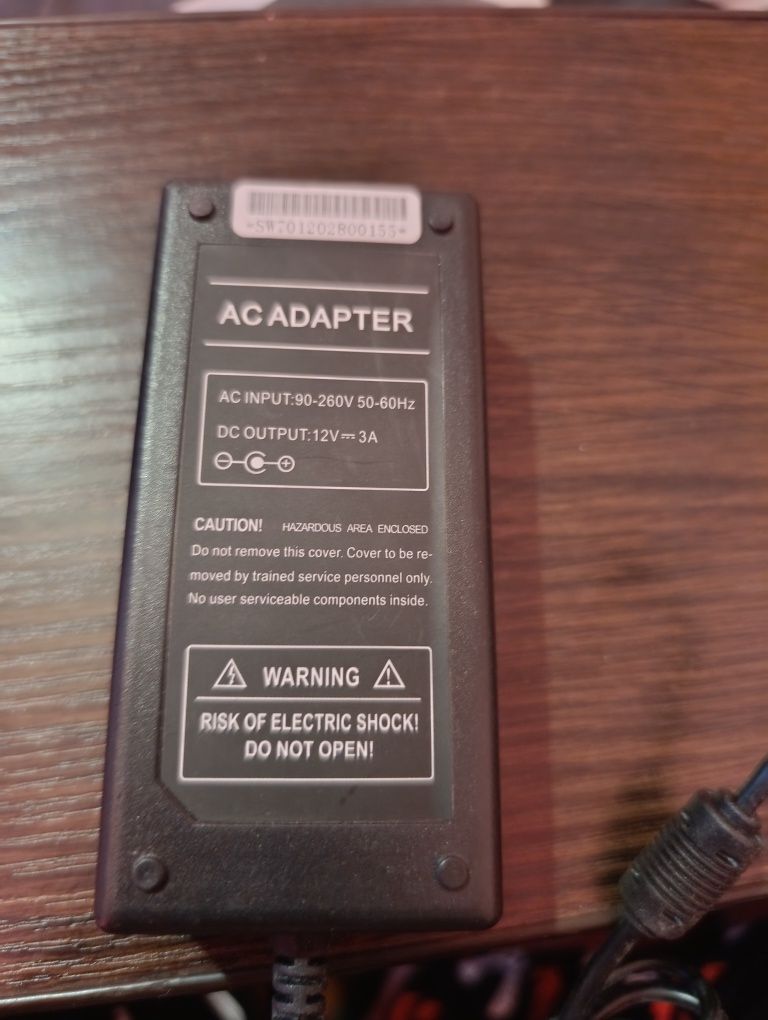 *SW701202800155*
AC ADAPTER
AC INPUT:90-260V 50-60Hz
DC OUTPUT:12V⎓3A
CAUTION! HAZARDOUS AREA ENCLOSED
Do not remove this cover. Cover to be re-
moved by trained service personnel only.
No user serviceable components inside.
WARNING
RISK OF ELECTRIC SHOCK!
DO NOT OPEN!